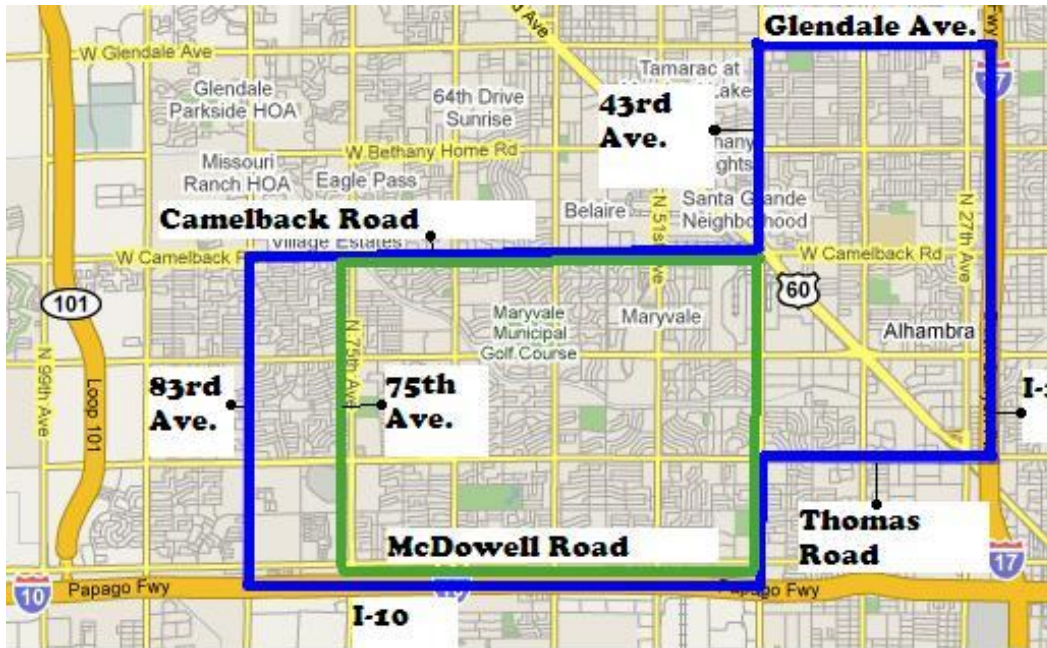 Glendale Ave.
W Glendale Ave
Ave
17
Glendale
Parkside HOA
64th Drive
Sunrise
Tamarac at
43rd
Ave.
W Bethany Home Rd
Missouri
Ranch HOA
Eagle Pass
Camelback Road
Belaire
N 51st Ave
Santa Grande
Neighborhood
N 27th Ave
Village Estates
W Camelback
W Camelback Rd
101
60
N 75th Ave
Maryvale
Municipal
Golf Course
Maryvale
Alhambra
N 99th Ave
Loop 101
83rd
Ave.
75th
Ave.
Thomas
Road
McDowell Road
17
10
Papago Fwy
Papago Fwy
I-10